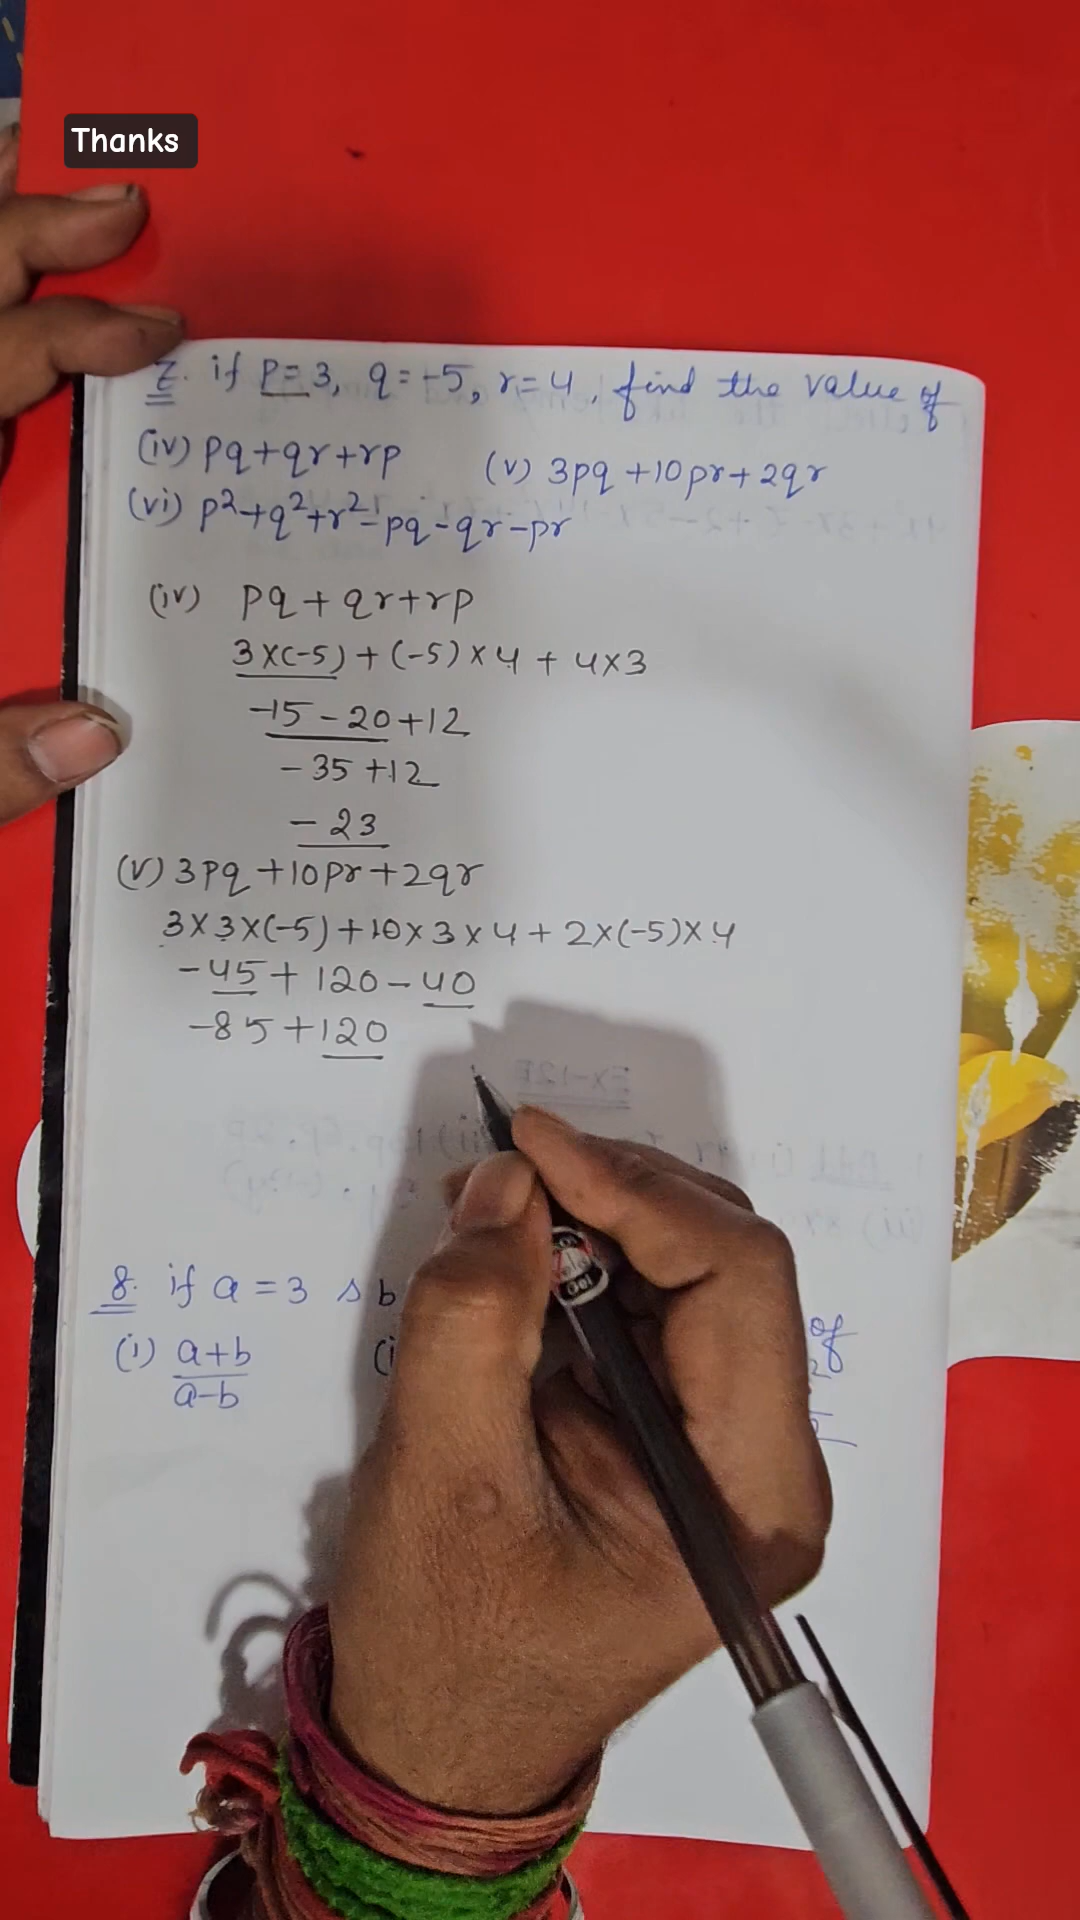 Thanks
7. if p=3, q=-5, r=4, find the value of
(iv) pq+qr+rp (v) 3pq+10pr+2qr
(vi) p²+q²+r²-pq-qr-pr
(iv) pq+qr+rp
3×(-5)+(-5)×4+4×3
-15-20+12
-35+12
-23
(v) 3pq+10pr+2qr
3×3×(-5)+10×3×4+2×(-5)×4
-45+120-40
-85+120
8. if a=3 & b of
(i) a+b
a-b